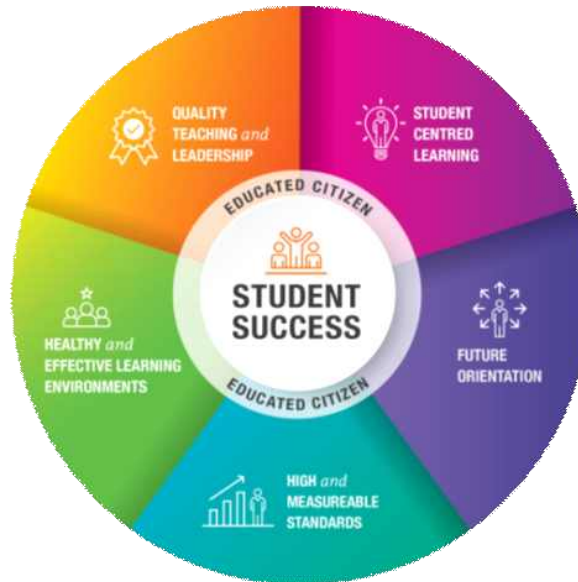 QUALITY
TEACHING and
LEADERSHIP
STUDENT
CENTRED
LEARNING
EDUCATED CITIZEN
STUDENT
SUCCESS
EDUCATED CITIZEN
HEALTHY and
EFFECTIVE LEARNING
ENVIRONMENTS
FUTURE
ORIENTATION
HIGH and
MEASUREABLE
STANDARDS